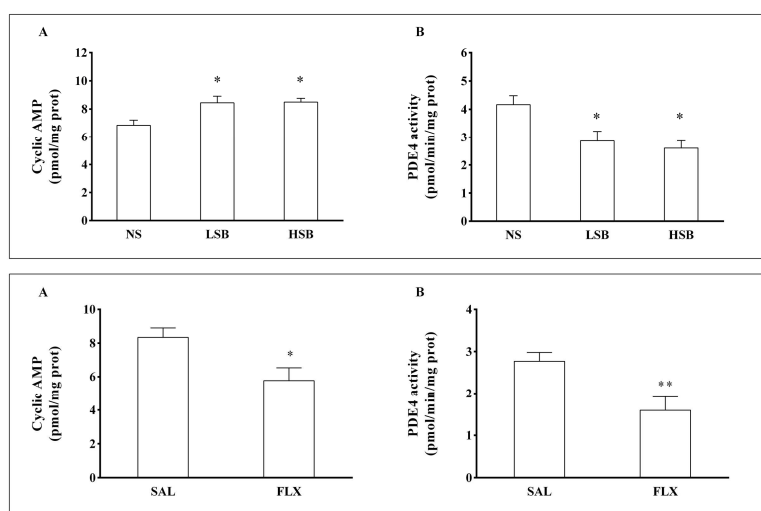 A
Cyclic AMP
(pmol/mg prot)
12
10
8
6
4
2
0
*
*
NS
LSB
HSB
B
PDE4 activity
(pmol/min/mg prot)
6
5
4
3
2
1
0
*
*
NS
LSB
HSB
A
Cyclic AMP
(pmol/mg prot)
10
8
6
4
2
0
*
SAL
FLX
B
PDE4 activity
(pmol/min/mg prot)
4
3
2
1
0
**
SAL
FLX